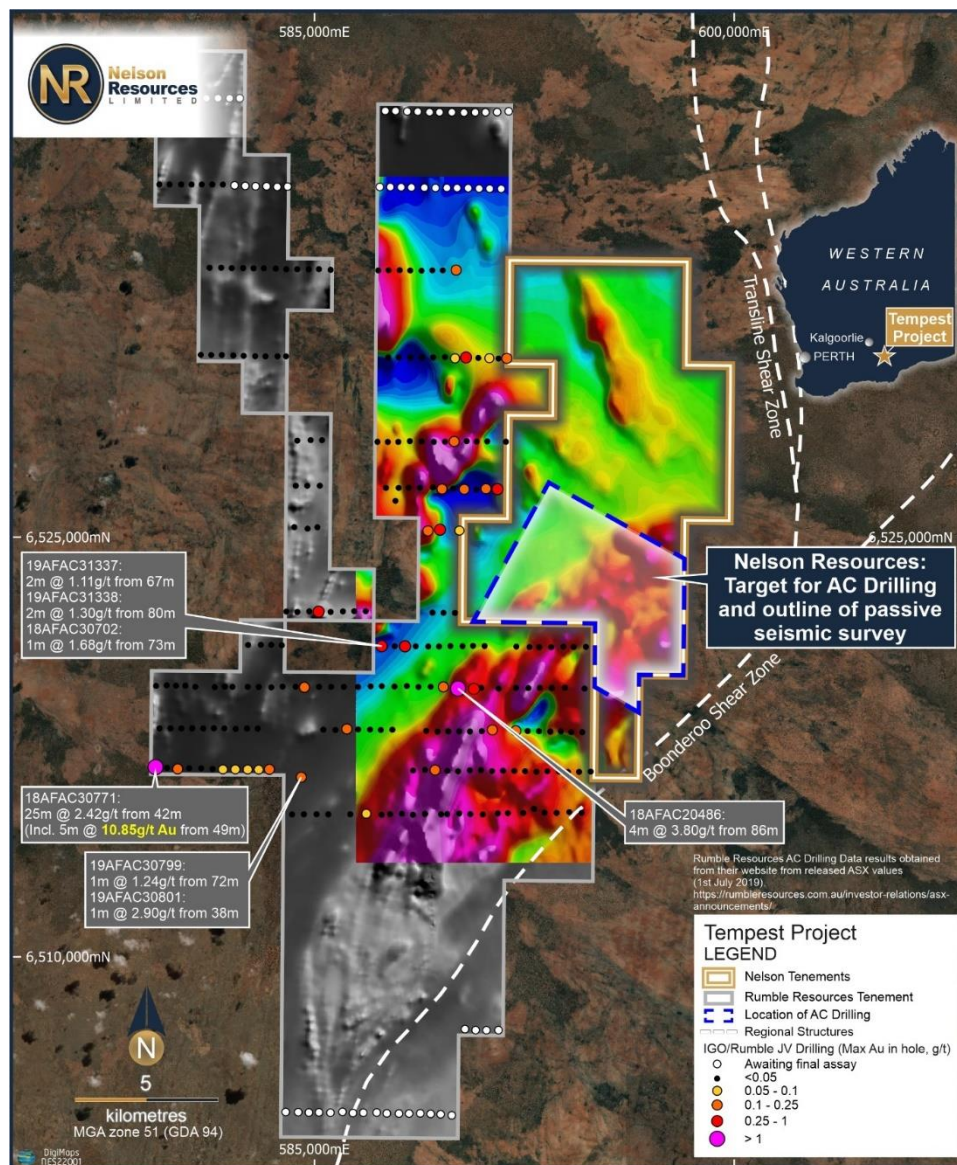 585,000mE
600,000mE
NR
Nelson
Resources
LIMITED
WESTERN
AUSTRALIA
Tempest
Project
Kalgoorlie
PERTH
Transline Shear Zone
6,525,000mN
6,525,000mN
19AFAC31337:
2m @ 1.11g/t from 67m
19AFAC31338:
2m @ 1.30g/t from 80m
18AFAC30702:
1m @ 1.68g/t from 73m
Nelson Resources:
Target for AC Drilling
and outline of passive
seismic survey
Boonderoo Shear Zone
18AFAC30771:
25m @ 2.42g/t from 42m
(Incl. 5m @ 10.85g/t Au from 49m)
18AFAC20486:
4m @ 3.80g/t from 86m
19AFAC30799:
1m @ 1.24g/t from 72m
19AFAC30801:
1m @ 2.90g/t from 38m
Rumble Resources AC Drilling Data results obtained
from their website from released ASX values
(1st July 2019).
https://rumbleresources.com.au/investor-relations/asx-
announcements/
6,510,000mN
N
5
kilometres
MGA zone 51 (GDA 94)
DigiMaps
DES22001
585,000mE
Tempest Project
LEGEND
Nelson Tenements
Rumble Resources Tenement
Location of AC Drilling
Regional Structures
IGO/Rumble JV Drilling (Max Au in hole, g/t)
Awaiting final assay
<0.05
0.05 - 0.1
0.1 - 0.25
0.25 - 1
> 1